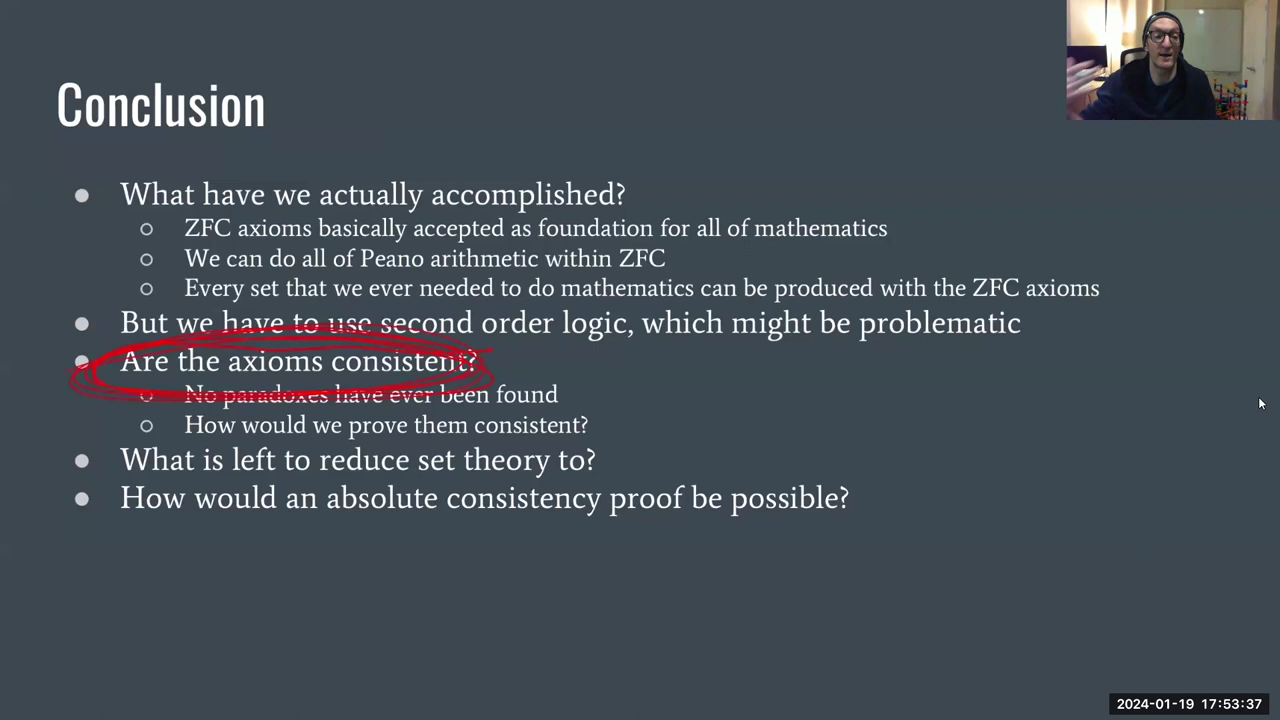 Conclusion
● What have we actually accomplished?
○ ZFC axioms basically accepted as foundation for all of mathematics
○ We can do all of Peano arithmetic within ZFC
○ Every set that we ever needed to do mathematics can be produced with the ZFC axioms
● But we have to use second order logic, which might be problematic
● Are the axioms consistent?
○ No paradoxes have ever been found
○ How would we prove them consistent?
● What is left to reduce set theory to?
● How would an absolute consistency proof be possible?
2024-01-19 17:53:37